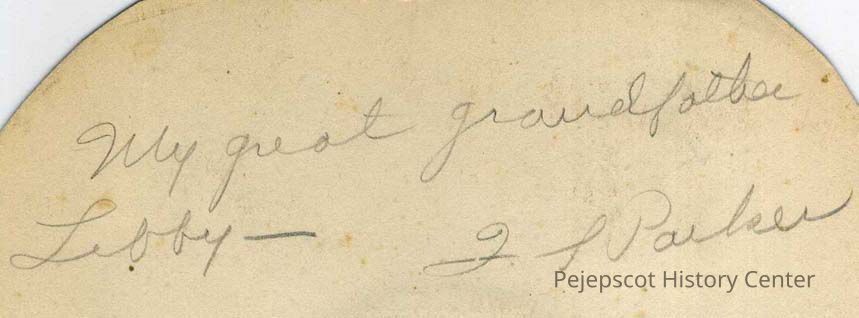 My great grandfather
Libby — F. S Parker
Pejepscot History Center